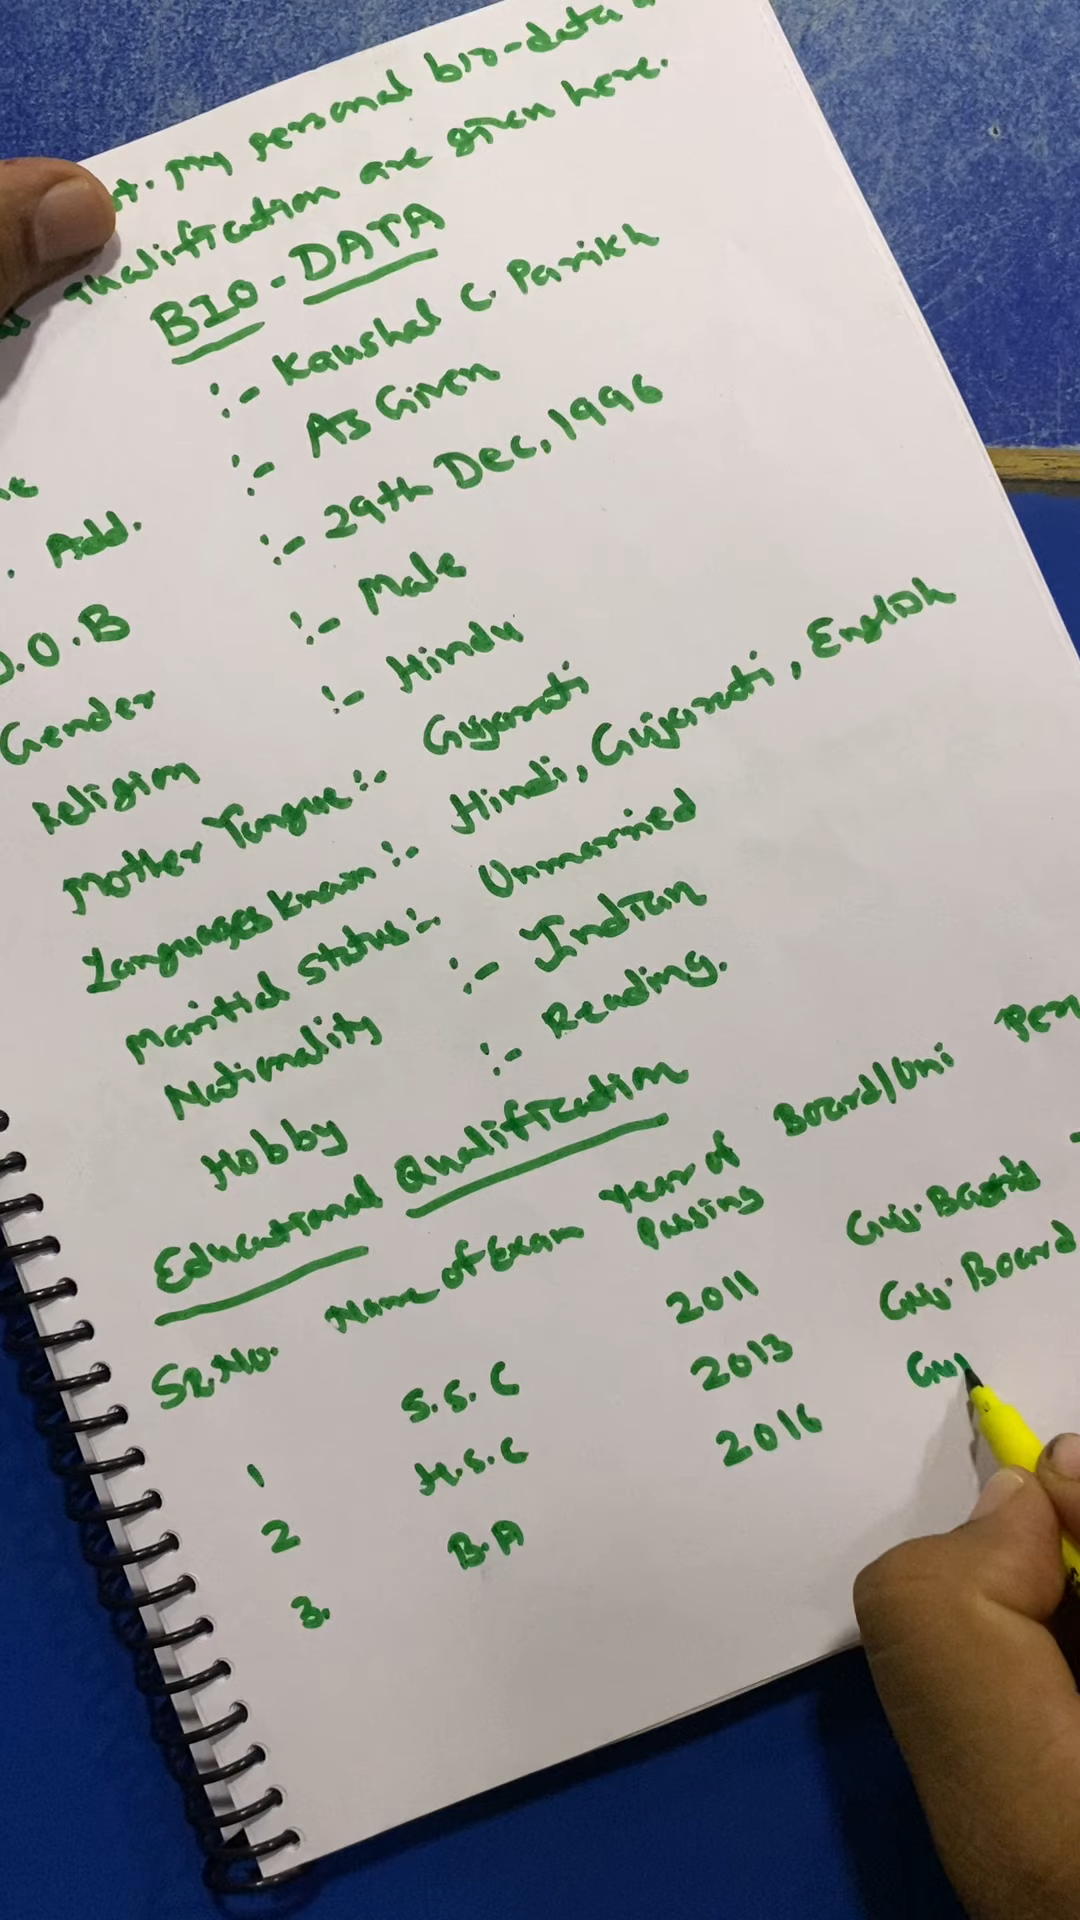 My personal bio-data
qualification are given here.
BIO-DATA
:- Kaushal C. Parikh
Add. :- As Given
D.O.B :- 29th Dec, 1996
Gender :- Male
Religion :- Hindu
Mother Tongue:- Gujarati
Languages known:- Hindi, Gujarati, English
Maritial Status:- Unmarried
Nationality :- Indian
Hobby :- Reading.
Educational Qualification
Sr.No. Name of Exam Year of Passing Board/Uni Per
1 S.S.C 2011 Guj. Board
2 H.S.C 2013 Guj. Board
3. B.A 2016 Guj